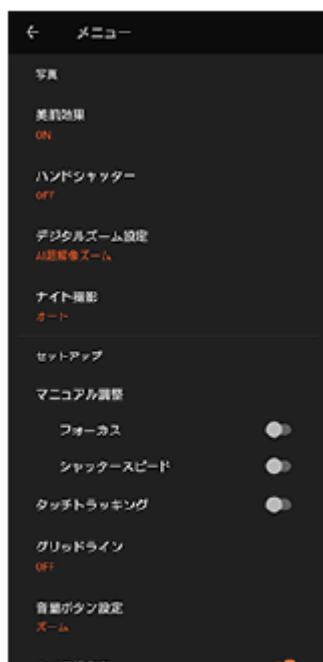 ← メニュー
写真
美肌効果
ON
ハンドシャッター
OFF
デジタルズーム設定
AI超解像ズーム
ナイト撮影
オート
セットアップ
マニュアル調整
フォーカス
シャッタースピード
タッチトラッキング
グリッドライン
OFF
音量ボタン設定
ズーム